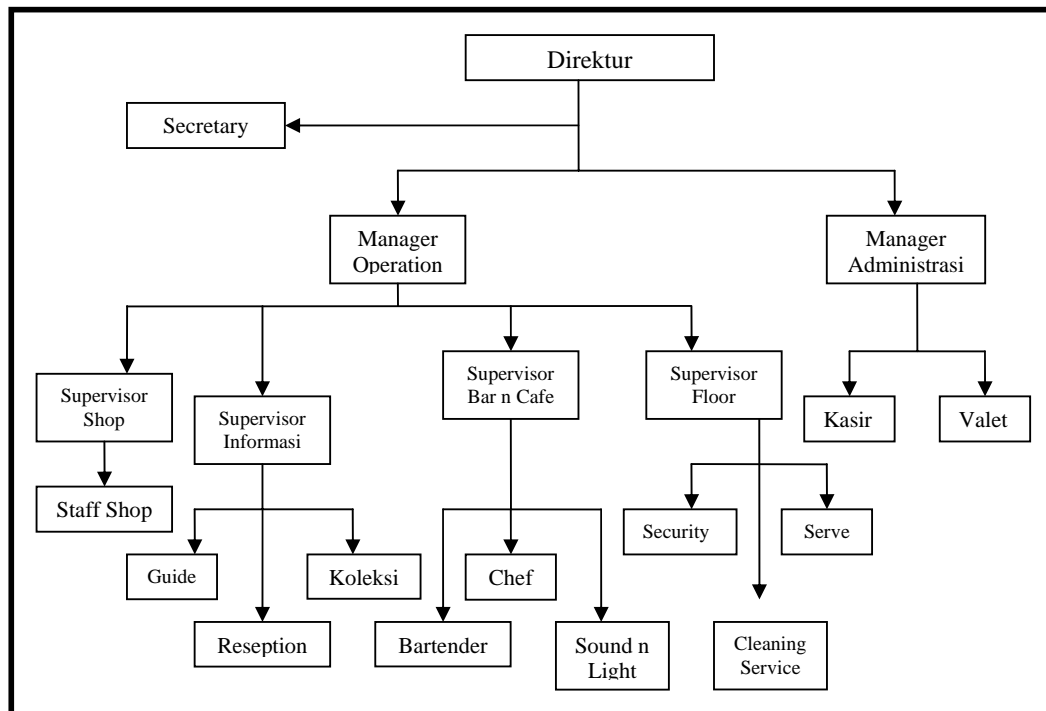 Direktur
Secretary
Manager
Operation
Manager
Administrasi
Supervisor
Shop
Supervisor
Informasi
Supervisor
Bar n Cafe
Supervisor
Floor
Kasir
Valet
Staff Shop
Security
Serve
Guide
Koleksi
Chef
Reseption
Bartender
Sound n
Light
Cleaning
Service